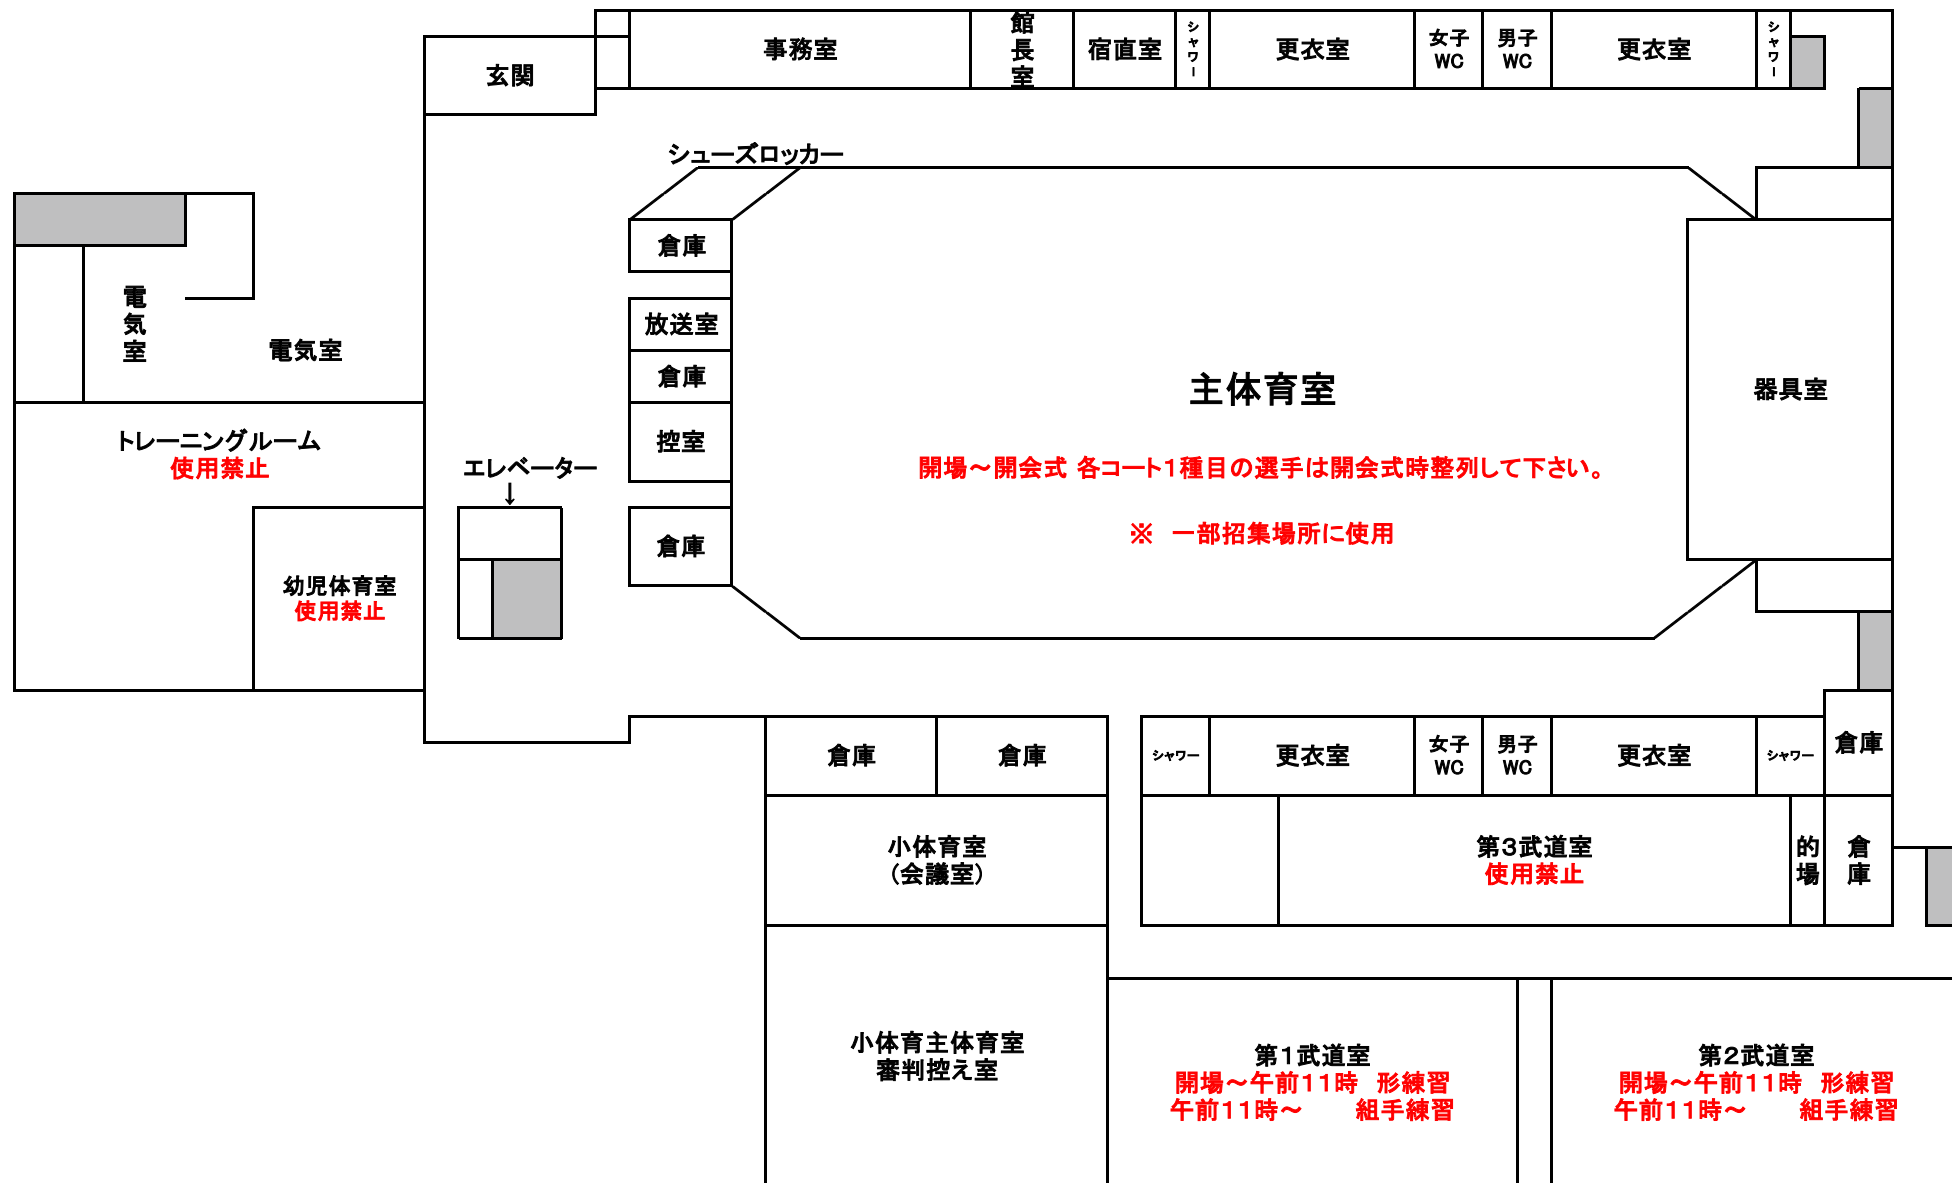 事務室
館長室
宿直室
シャワー
更衣室
女子
WC
男子
WC
更衣室
シャワー
玄関
シューズロッカー
倉庫
放送室
倉庫
控室
倉庫
電気室
電気室
トレーニングルーム
使用禁止
エレベーター
↓
幼児体育室
使用禁止
主体育室
開場～開会式 各コート1種目の選手は開会式時整列して下さい。
※　一部招集場所に使用
器具室
倉庫
倉庫
シャワー
更衣室
女子
WC
男子
WC
更衣室
シャワー
倉庫
小体育室
(会議室)
第3武道室
使用禁止
的場
倉庫
小体育主体育室
審判控え室
第1武道室
開場～午前11時　形練習
午前11時～　　組手練習
第2武道室
開場～午前11時　形練習
午前11時～　　組手練習